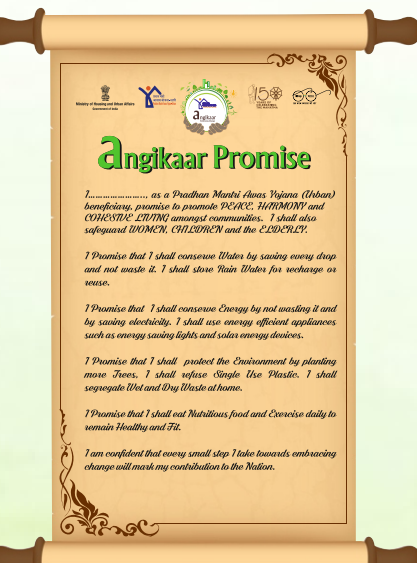 Ministry of Housing and Urban Affairs
Government of India
angikaar
150
YEARS OF
CELEBRATING
THE MAHATMA
angikaar Promise
I......................, as a Pradhan Mantri Awas Yojana (Urban)
beneficiary, promise to promote PEACE, HARMONY and
COHESIVE LIVING amongst communities. I shall also
safeguard WOMEN, CHILDREN and the ELDERLY.
I Promise that I shall conserve Water by saving every drop
and not waste it. I shall store Rain Water for recharge or
reuse.
I Promise that I shall conserve Energy by not wasting it and
by saving electricity. I shall use energy efficient appliances
such as energy saving lights and solar energy devices.
I Promise that I shall protect the Environment by planting
more Trees. I shall refuse Single Use Plastic. I shall
segregate Wet and Dry Waste at home.
I Promise that I shall eat Nutritious food and Exercise daily to
remain Healthy and Fit.
I am confident that every small step I take towards embracing
change will mark my contribution to the Nation.